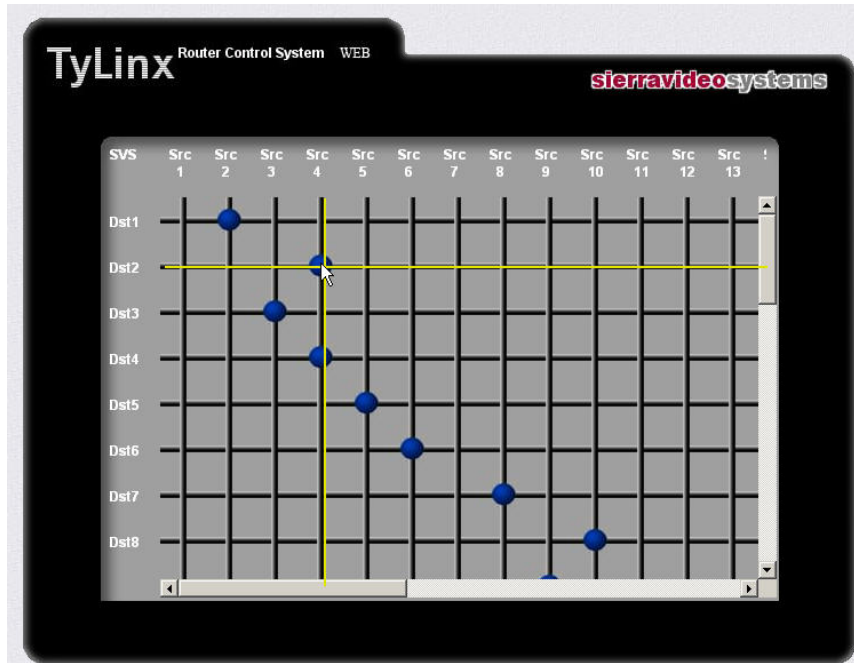 TyLinx Router Control System WEB
sierravideosystems
SVS Src Src Src Src Src Src Src Src Src Src Src Src Src
1 2 3 4 5 6 7 8 9 10 11 12 13
Dst1
Dst2
Dst3
Dst4
Dst5
Dst6
Dst7
Dst8